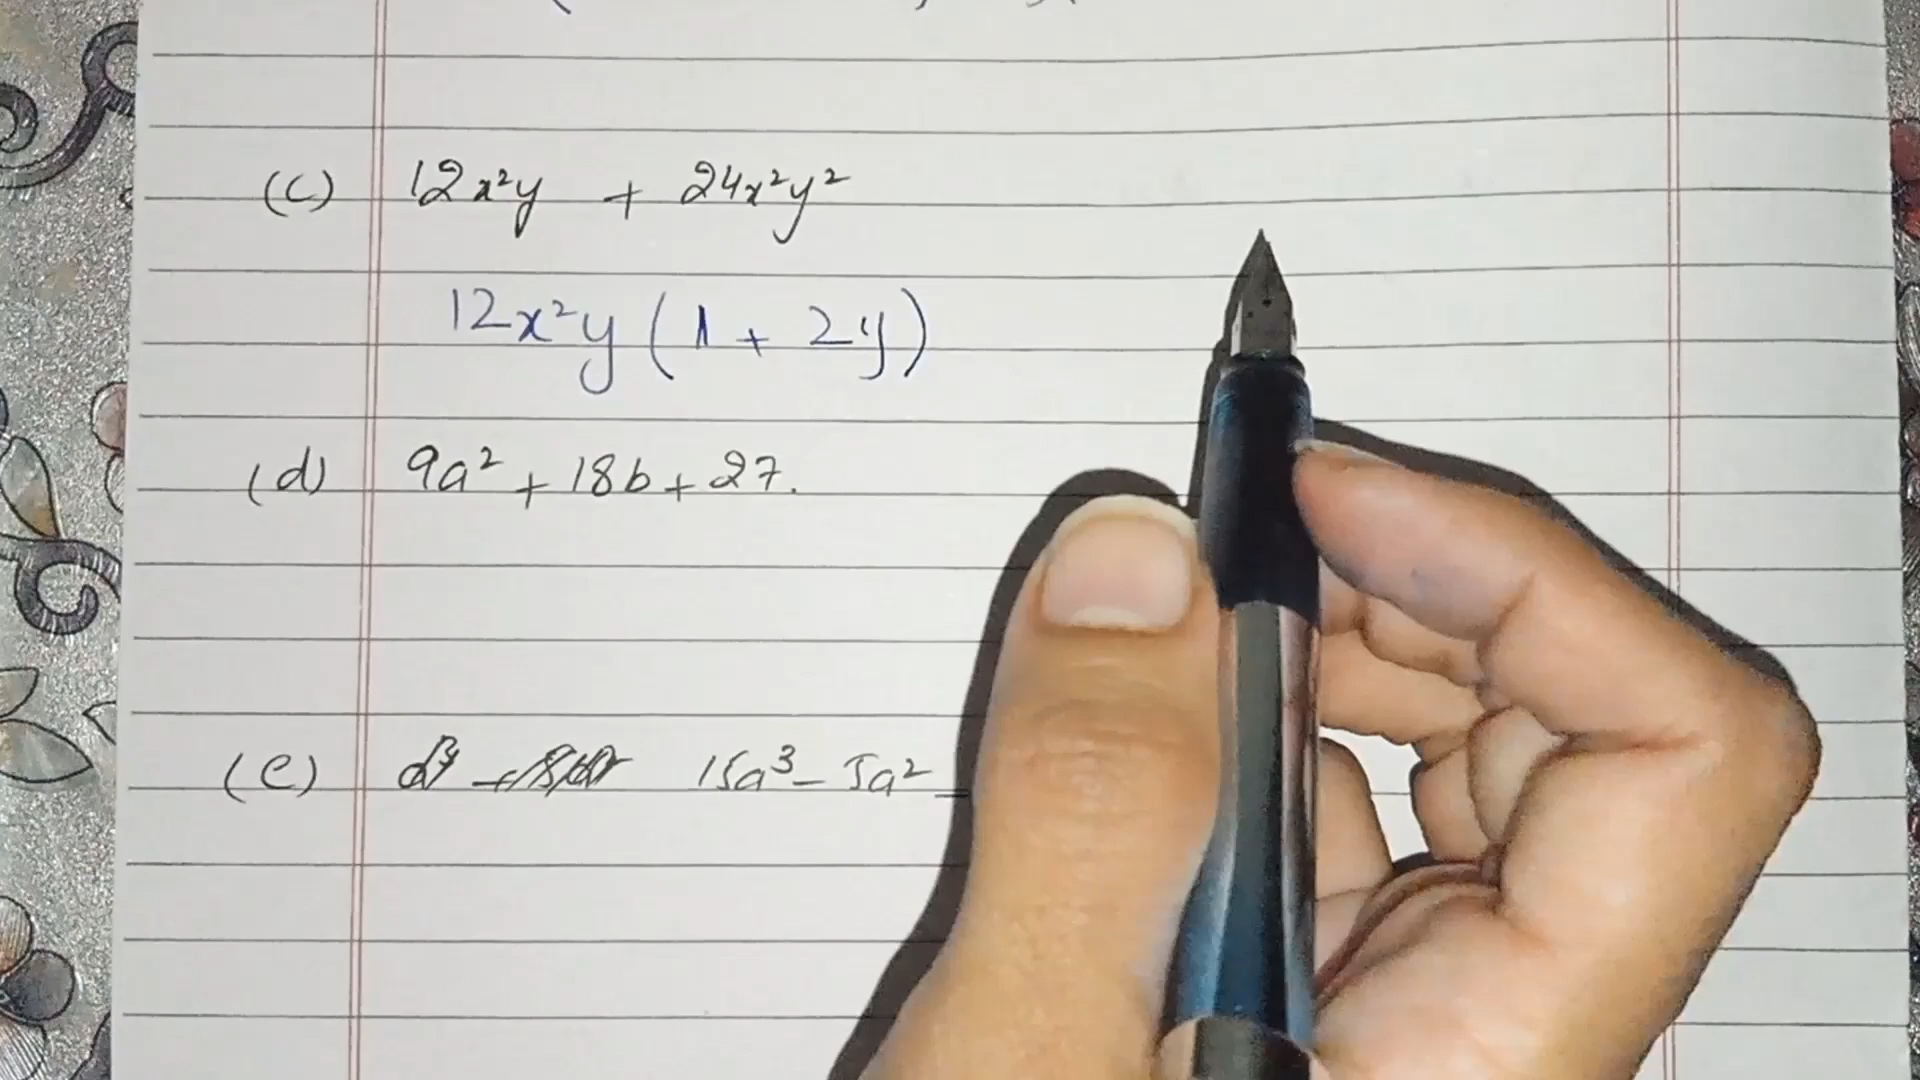 (c) 12x²y + 24x²y²
12x²y (1 + 2y)
(d) 9a² + 18b + 27.
(e) 15a³ - 5a² -